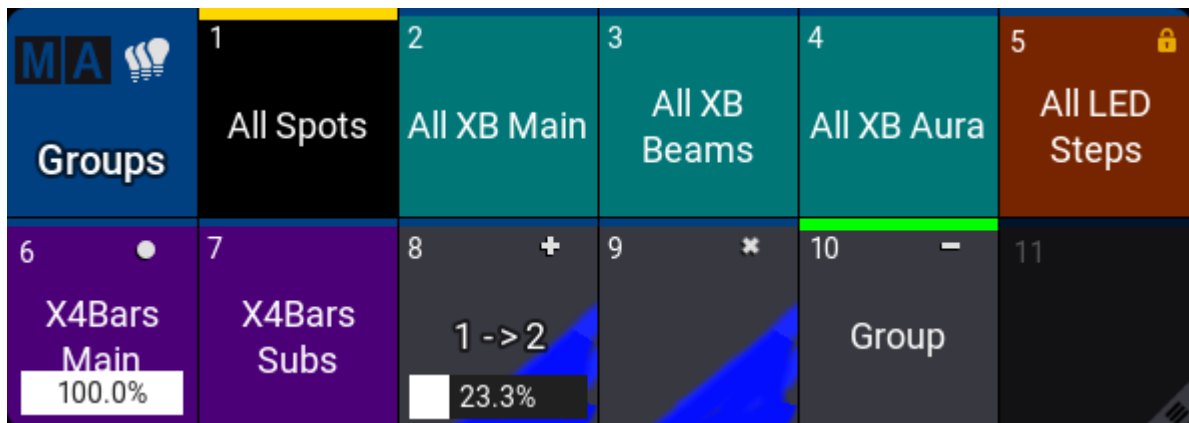 MA
Groups
1
All Spots
2
All XB Main
3
All XB
Beams
4
All XB Aura
5
All LED
Steps
6
X4Bars
Main
100.0%
7
X4Bars
Subs
8
1 -> 2
23.3%
9
10
Group
11